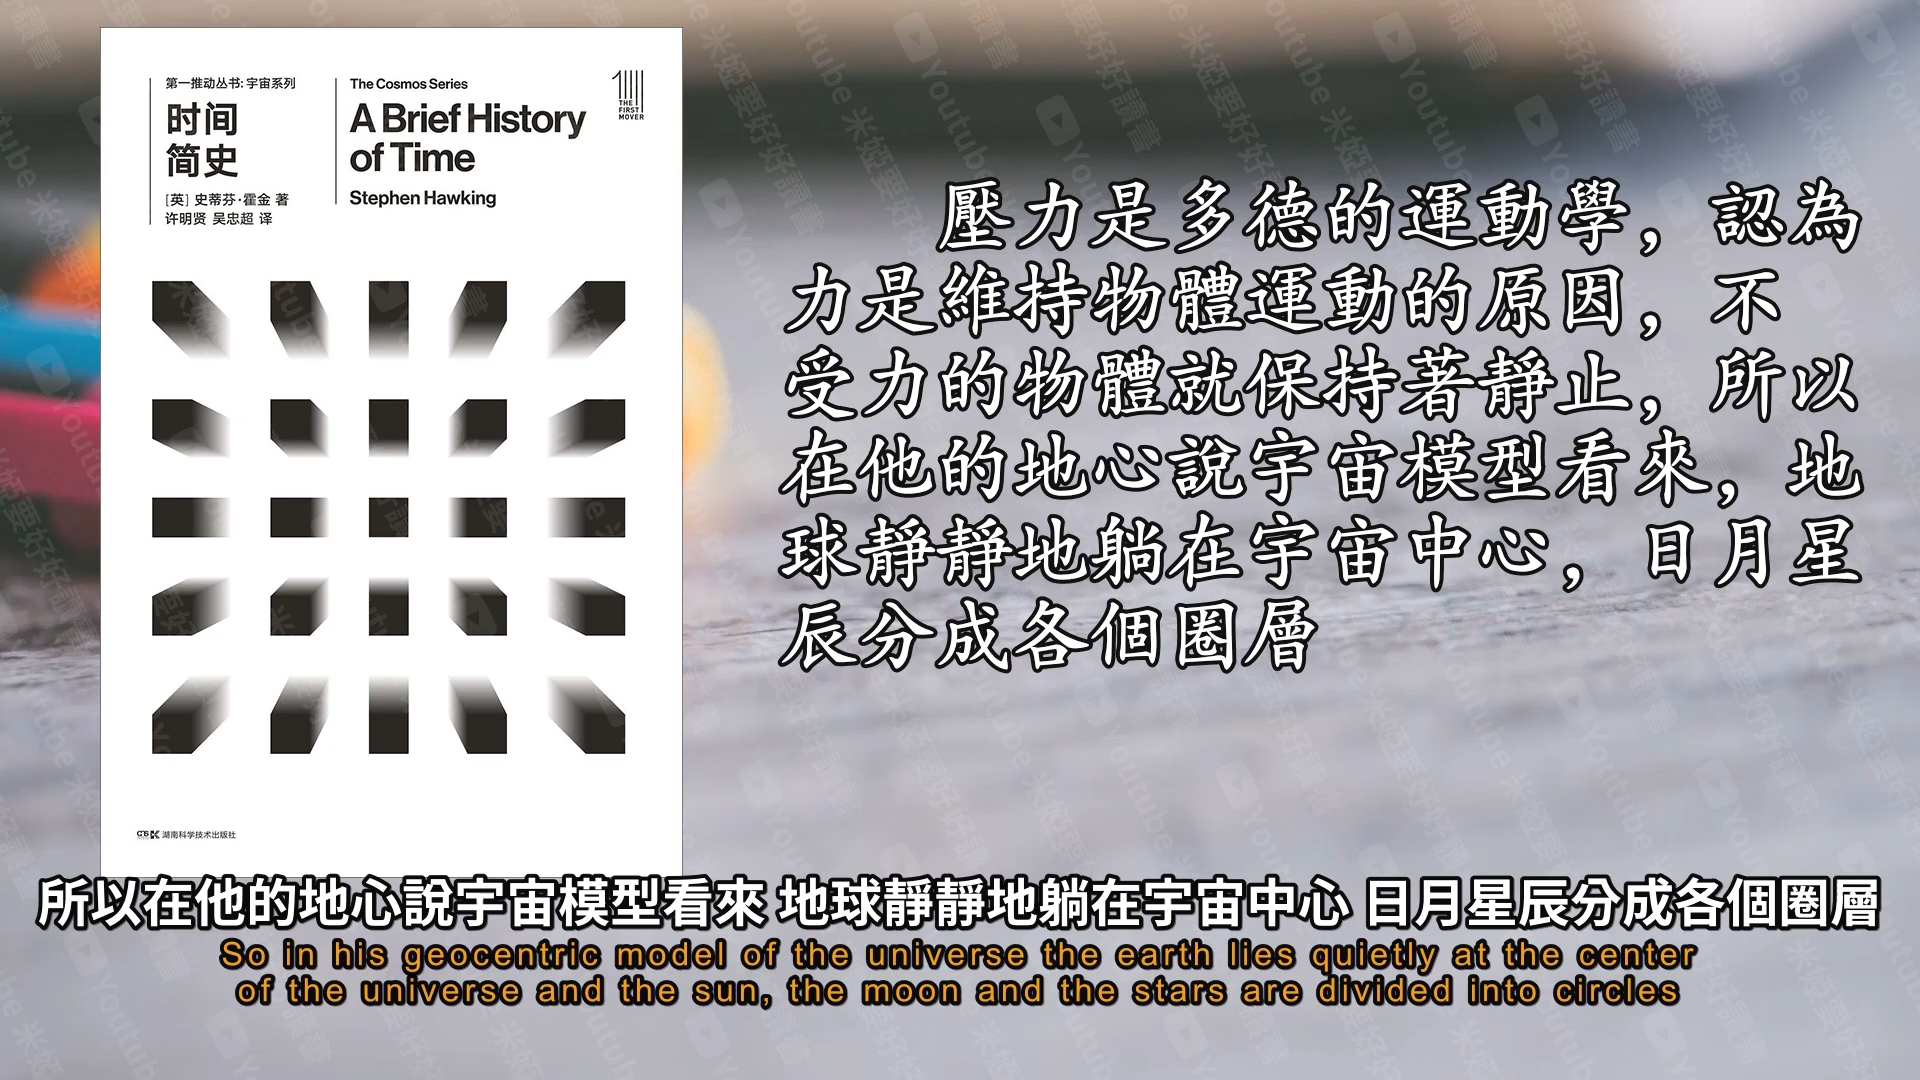 第一推动丛书: 宇宙系列
时间
简史
[英] 史蒂芬·霍金 著
许明贤 吴忠超 译
The Cosmos Series
A Brief History
of Time
Stephen Hawking
THE
FIRST
MOVER
湖南科学技术出版社
壓力是多德的運動學，認為
力是維持物體運動的原因，不
受力的物體就保持著靜止，所以
在他的地心說宇宙模型看來，地
球靜靜地躺在宇宙中心，日月星
辰分成各個圈層
所以在他的地心說宇宙模型看來 地球靜靜地躺在宇宙中心 日月星辰分成各個圈層
So in his geocentric model of the universe the earth lies quietly at the center
of the universe and the sun, the moon and the stars are divided into circles
Youtube 米婭要好好讀書